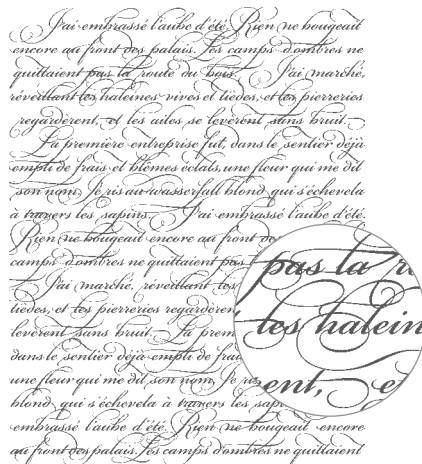 J'ai embrassé l'aube d'été. Rien ne bougeait
encore au front des palais. Les camps d'ombres ne
quittaient pas la route du bois. J'ai marché,
réveillant les haleines vives et tièdes, et les pierreries
regardèrent, et les ailes se levèrent sans bruit.
La première entreprise fut, dans le sentier déjà
empli de frais et blêmes éclats, une fleur qui me dit
son nom. Je ris au wasserfall blond qui s'échevela
à travers les sapins. J'ai embrassé l'aube d'été.
Rien ne bougeait encore au front de
camps d'ombres ne quittaient pas
J'ai marché, réveillant les
tièdes, et les pierreries regardèren
levèrent sans bruit. La prem
dans le sentier déjà empli de frai
une fleur qui me dit son nom. Je ri
blond qui s'échevela à travers les sap
embrassé l'aube d'été. Rien ne bougeait encore
au front des palais. Les camps d'ombres ne quittaient
pas la r
les halein
ent, e